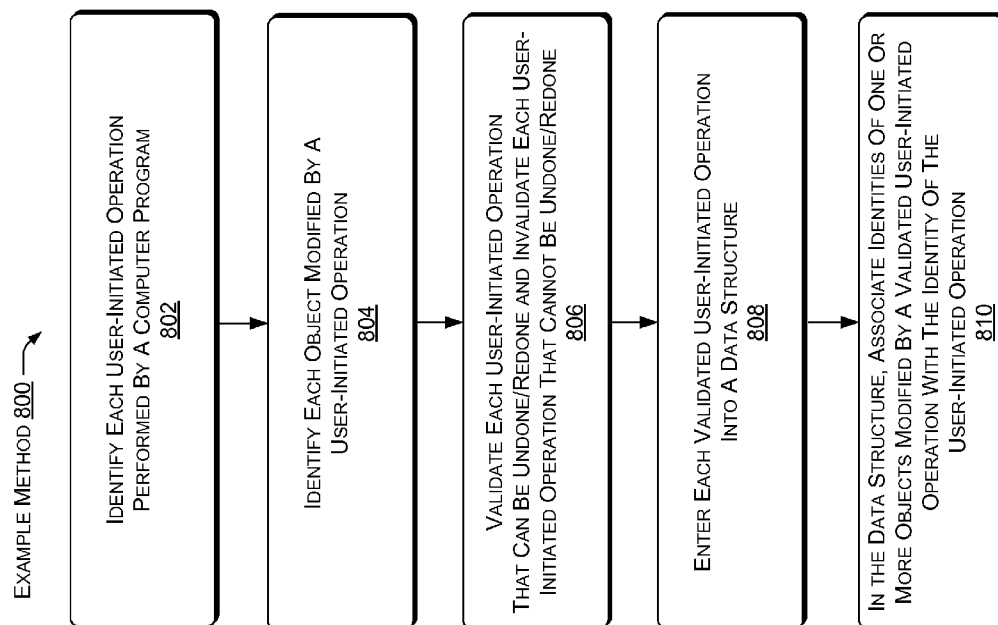 EXAMPLE METHOD 800
IDENTIFY EACH USER-INITIATED OPERATION
PERFORMED BY A COMPUTER PROGRAM
802
IDENTIFY EACH OBJECT MODIFIED BY A
USER-INITIATED OPERATION
804
VALIDATE EACH USER-INITIATED OPERATION
THAT CAN BE UNDONE/REDONE AND INVALIDATE EACH USER-
INITIATED OPERATION THAT CANNOT BE UNDONE/REDONE
806
ENTER EACH VALIDATED USER-INITIATED OPERATION
INTO A DATA STRUCTURE
808
IN THE DATA STRUCTURE, ASSOCIATE IDENTITIES OF ONE OR
MORE OBJECTS MODIFIED BY A VALIDATED USER-INITIATED
OPERATION WITH THE IDENTITY OF THE
USER-INITIATED OPERATION
810